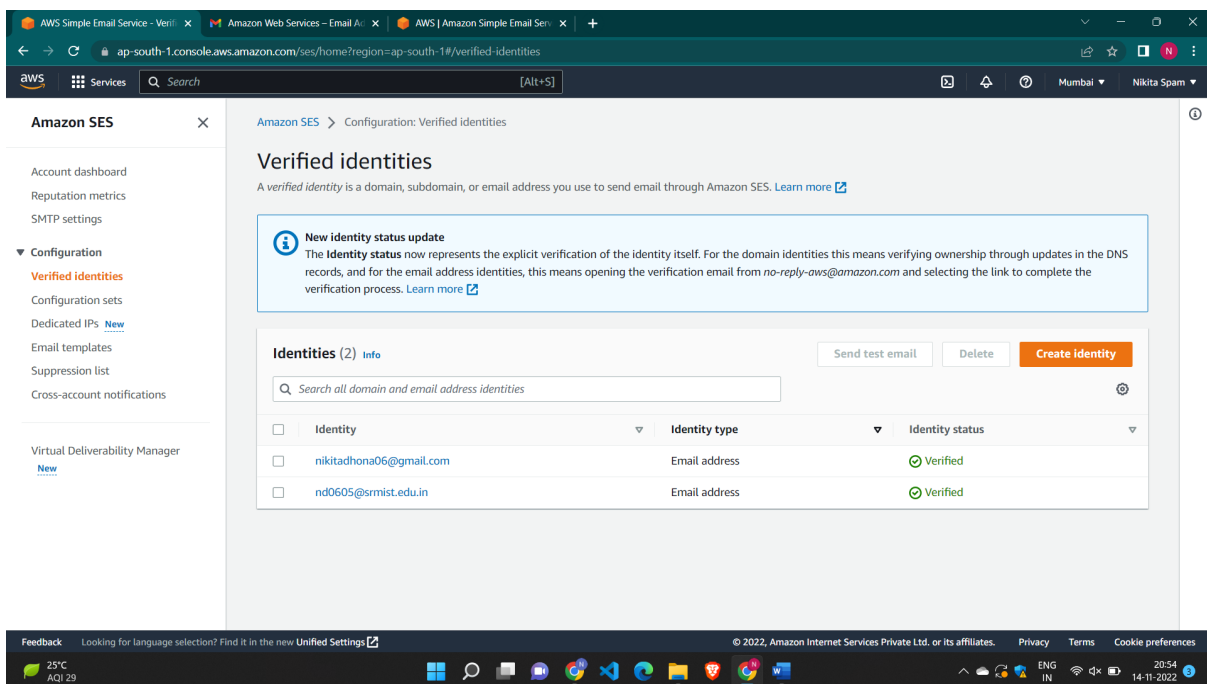 AWS Simple Email Service - Verifi
Amazon Web Services – Email Ad
AWS | Amazon Simple Email Serv
ap-south-1.console.aws.amazon.com/ses/home?region=ap-south-1#/verified-identities
N
aws
Services
Search
[Alt+S]
Mumbai
Nikita Spam
Amazon SES
Account dashboard
Reputation metrics
SMTP settings
Configuration
Verified identities
Configuration sets
Dedicated IPs New
Email templates
Suppression list
Cross-account notifications
Virtual Deliverability Manager
New
Amazon SES > Configuration: Verified identities
Verified identities
A verified identity is a domain, subdomain, or email address you use to send email through Amazon SES. Learn more
New identity status update
The Identity status now represents the explicit verification of the identity itself. For the domain identities this means verifying ownership through updates in the DNS
records, and for the email address identities, this means opening the verification email from no-reply-aws@amazon.com and selecting the link to complete the
verification process. Learn more
Identities (2) Info
Send test email
Delete
Create identity
Search all domain and email address identities
Identity Identity type Identity status
nikitadhona06@gmail.com Email address Verified
nd0605@srmist.edu.in Email address Verified
Feedback Looking for language selection? Find it in the new Unified Settings
© 2022, Amazon Internet Services Private Ltd. or its affiliates. Privacy Terms Cookie preferences
25°C
AQI 29
ENG
IN
20:54
14-11-2022
3